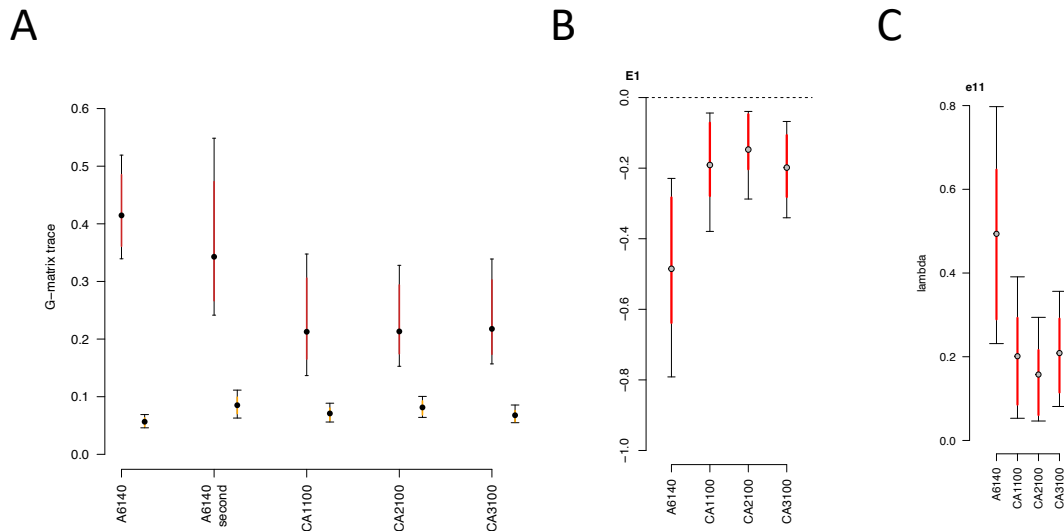 A
B
C
G−matrix trace
0.6
0.5
0.4
0.3
0.2
0.1
0.0
A6140
A6140
second
CA1100
CA2100
CA3100
E1
0.0
−0.2
−0.4
−0.6
−0.8
−1.0
A6140
CA1100
CA2100
CA3100
e11
lambda
0.8
0.6
0.4
0.2
0.0
A6140
CA1100
CA2100
CA3100